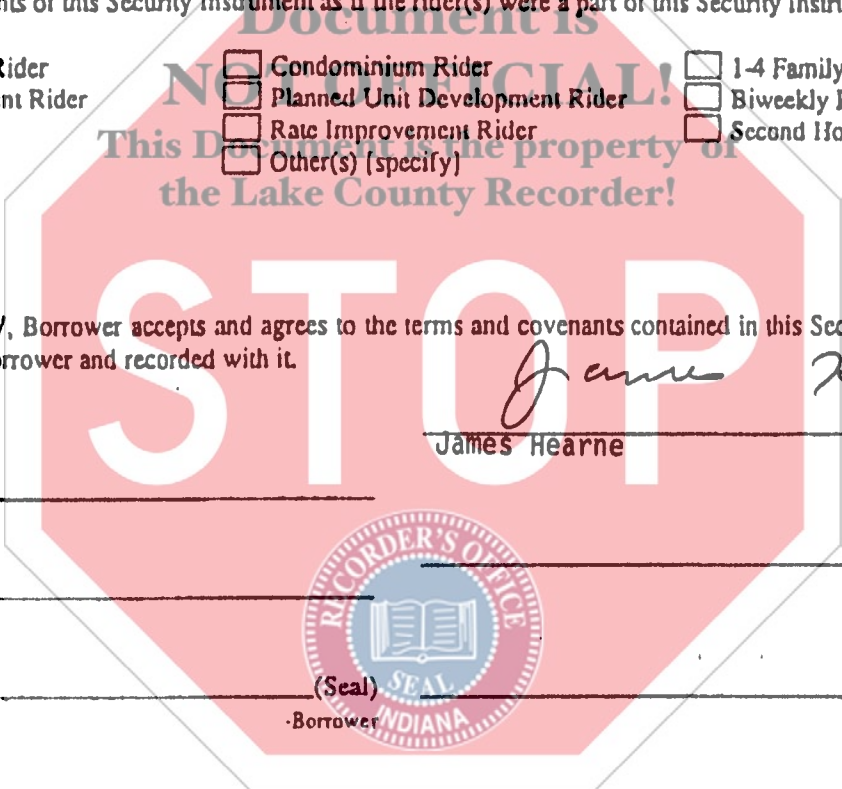 nts of this Security Instrument as if the rider(s) were a part of this Security Instru
Document is
Rider Condominium Rider 1-4 Family
NOT OFFICIAL!
nt Rider Planned Unit Development Rider Biweekly
Rate Improvement Rider Second Ho
This Document is the property of
Other(s) [specify]
the Lake County Recorder!
STOP
, Borrower accepts and agrees to the terms and covenants contained in this Sec
rrower and recorded with it.
James
James Hearne
RECORDER'S OFFICE
SEAL
INDIANA
(Seal)
-Borrower